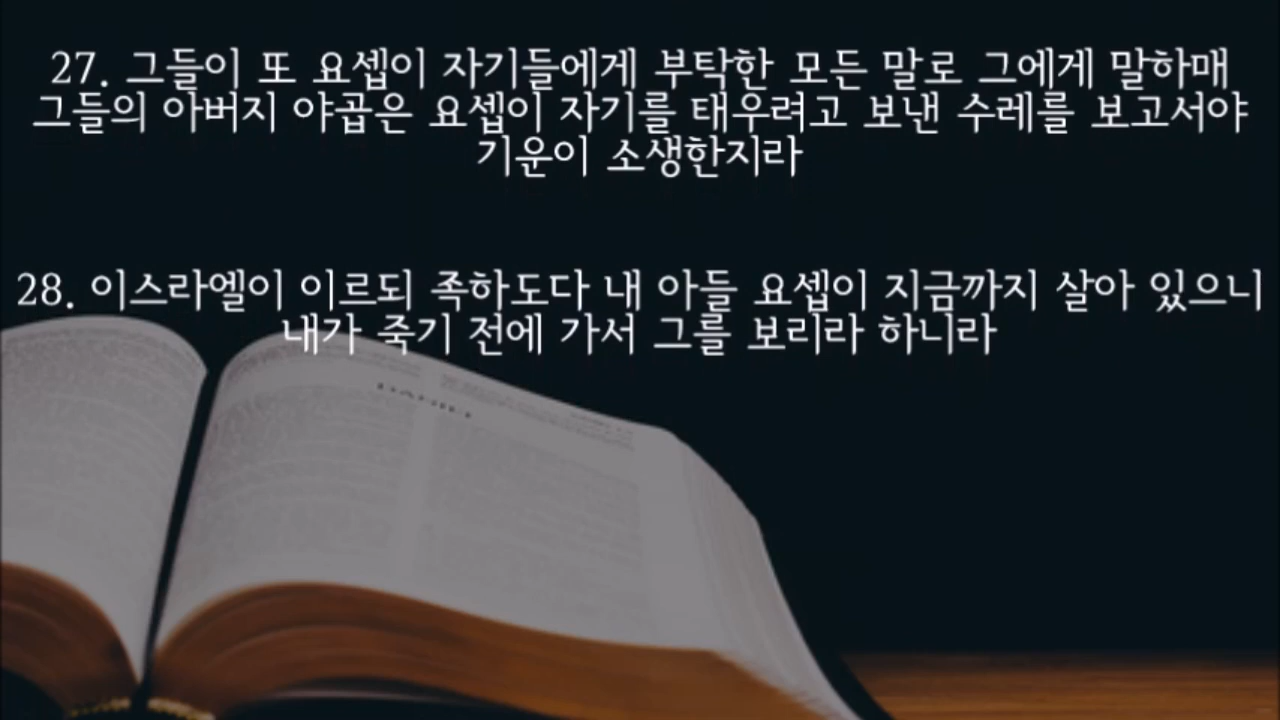 27. 그들이 또 요셉이 자기들에게 부탁한 모든 말로 그에게 말하매
그들의 아버지 야곱은 요셉이 자기를 태우려고 보낸 수레를 보고서야
기운이 소생한지라
28. 이스라엘이 이르되 족하도다 내 아들 요셉이 지금까지 살아 있으니
내가 죽기 전에 가서 그를 보리라 하니라